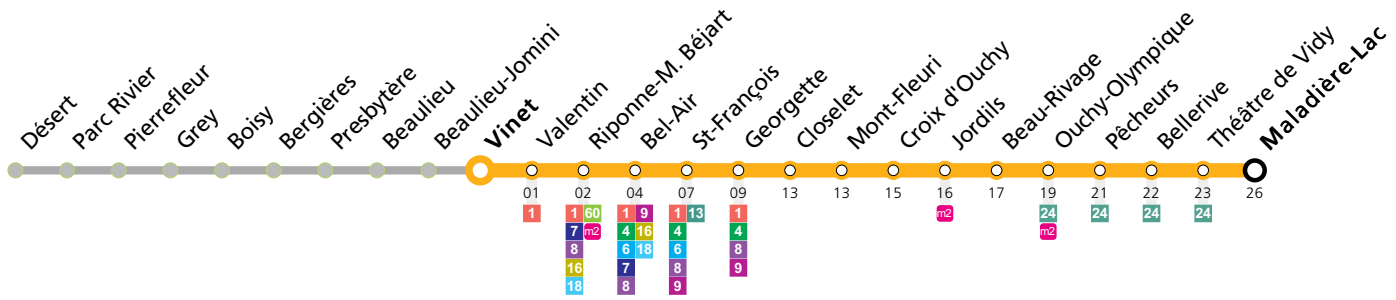 Désert
Parc Rivier
Pierrefleur
Grey
Boisy
Bergières
Presbytère
Beaulieu
Beaulieu-Jomini
Vinet
Valentin
Riponne-M. Béjart
Bel-Air
St-François
Georgette
Closelet
Mont-Fleuri
Croix d'Ouchy
Jordils
Beau-Rivage
Ouchy-Olympique
Pêcheurs
Bellerive
Théâtre de Vidy
Maladière-Lac
01 02 04 07 09 13 13 15 16 17 19 21 22 23 26
1 1 60 1 9 1 13 1 m2 24 24 24 24
7 m2 4 16 4 4 m2
8 6 18 6 8
16 7 8 9
18 8 9